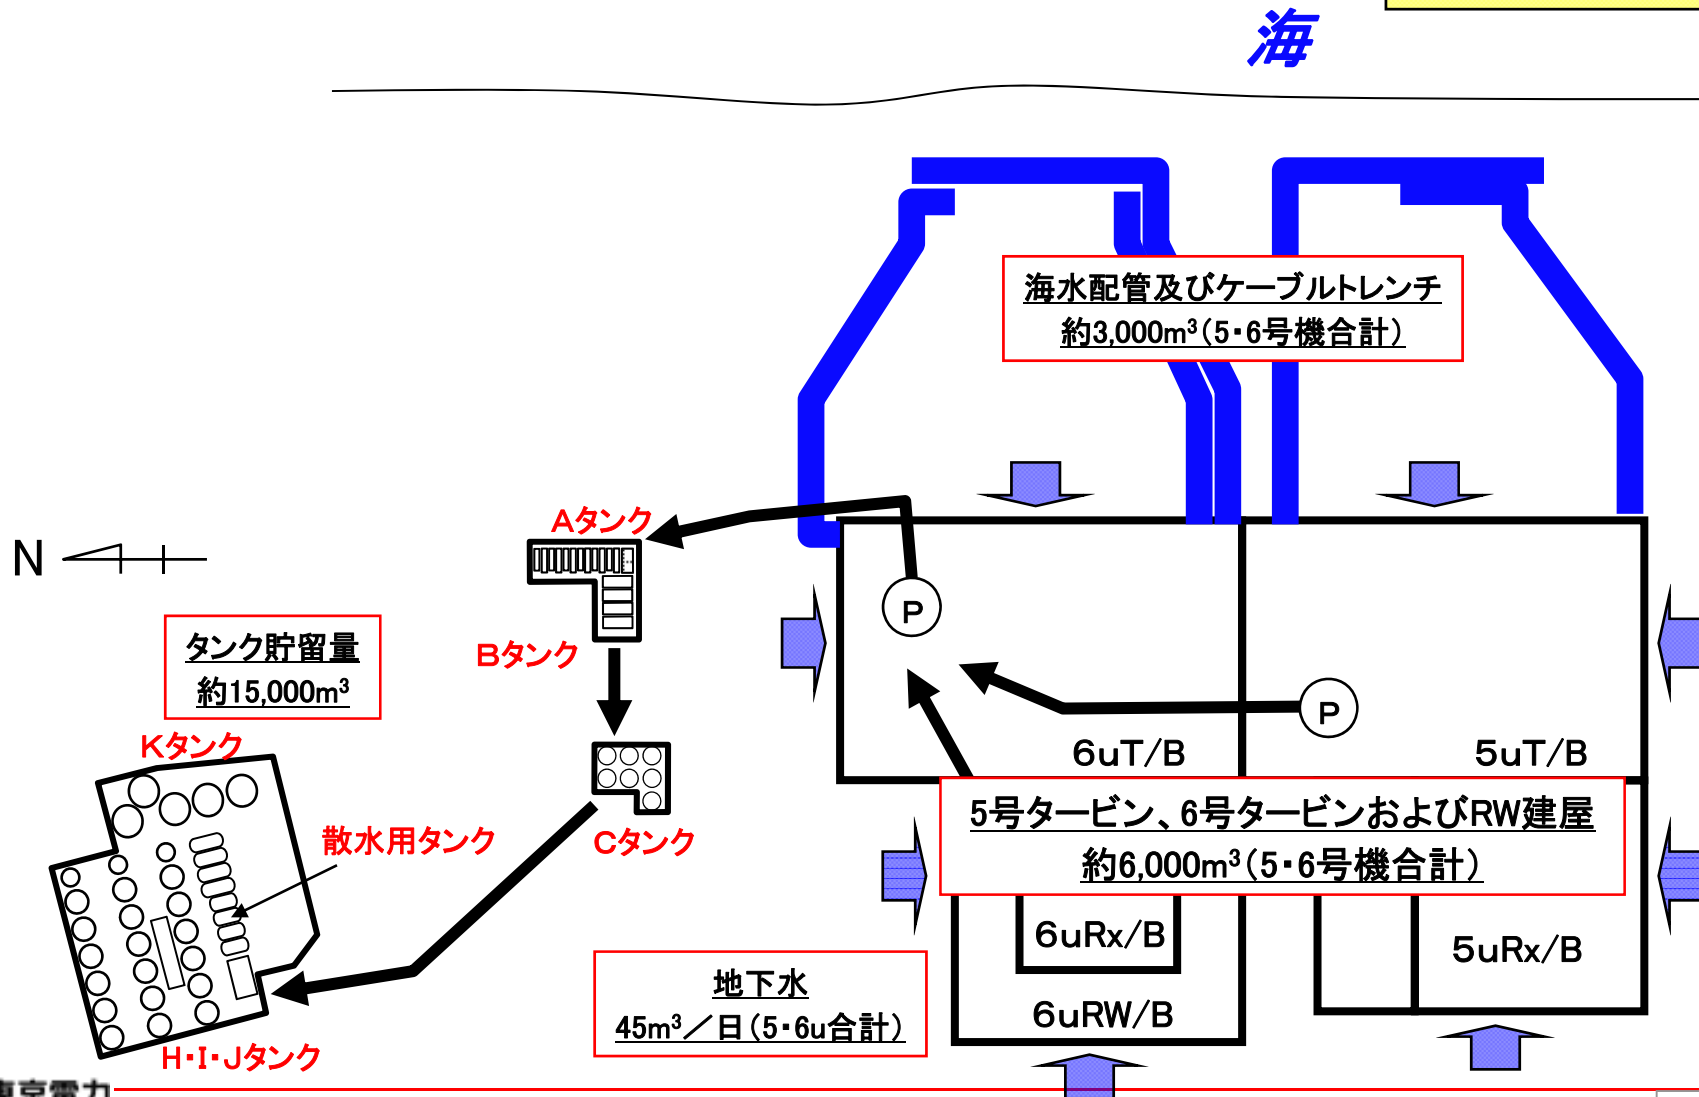 海
海水配管及びケーブルトレンチ
約3,000m³(5・6号機合計)
Aタンク
N
P
タンク貯留量
約15,000m³
Bタンク
P
Kタンク
6uT/B
5uT/B
5号タービン、6号タービンおよびRW建屋
約6,000m³(5・6号機合計)
散水用タンク
Cタンク
6uRx/B
5uRx/B
地下水
45m³/日(5・6u合計)
6uRW/B
H・I・Jタンク
東京電力